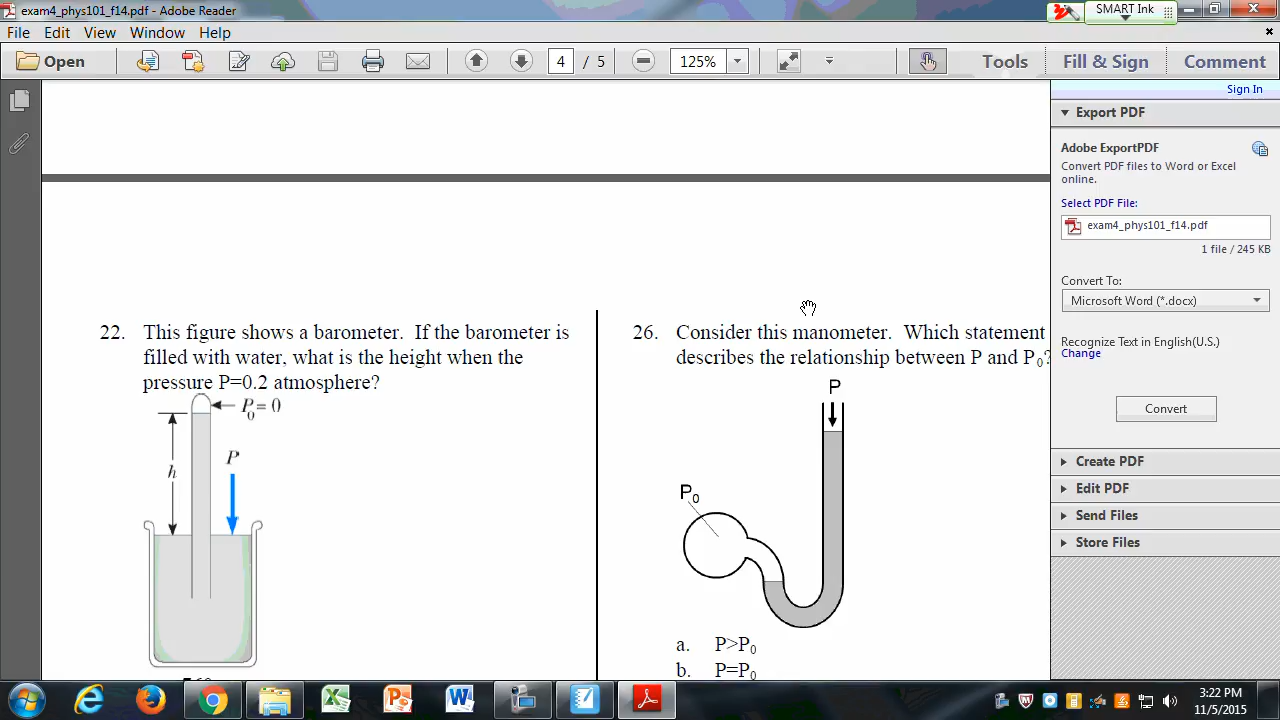 exam4_phys101_f14.pdf - Adobe Reader
SMART Ink
File Edit View Window Help
Open
4 / 5
125%
Tools
Fill & Sign
Comment
Sign In
Export PDF
Adobe ExportPDF
Convert PDF files to Word or Excel
online.
Select PDF File:
exam4_phys101_f14.pdf
1 file / 245 KB
Convert To:
Microsoft Word (*.docx)
Recognize Text in English(U.S.)
Change
Convert
Create PDF
Edit PDF
Send Files
Store Files
22. This figure shows a barometer. If the barometer is
filled with water, what is the height when the
pressure P=0.2 atmosphere?
P₀ = 0
h
P
26. Consider this manometer. Which statement
describes the relationship between P and P₀?
P
P₀
a. P>P₀
b. P=P₀
3:22 PM
11/5/2015